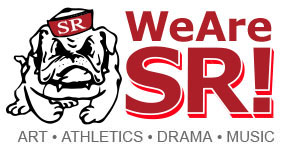 SR
WeAre
SR!
ART • ATHLETICS • DRAMA • MUSIC